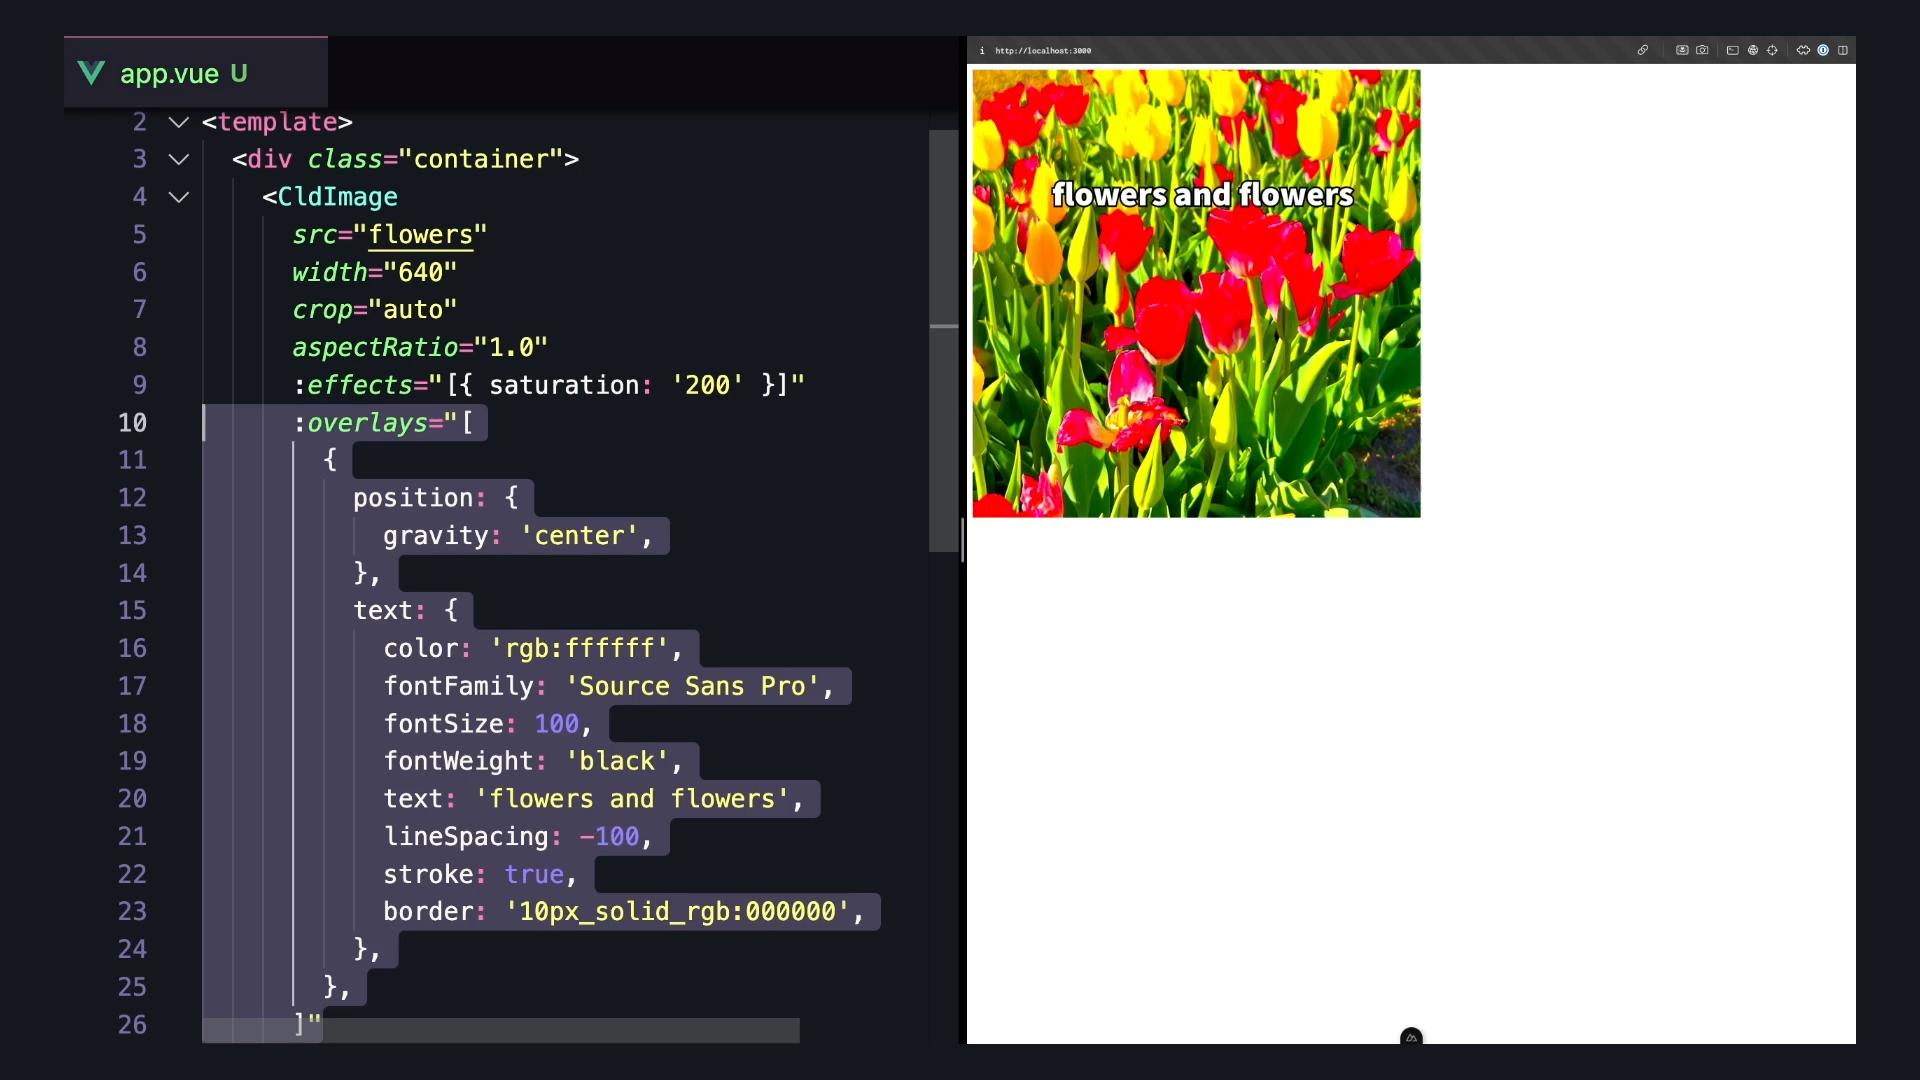 app.vue U
2 <template>
3 <div class="container">
4 <CldImage
5 src="flowers"
6 width="640"
7 crop="auto"
8 aspectRatio="1.0"
9 :effects="[{ saturation: '200' }]"
10 :overlays="[
11 {
12 position: {
13 gravity: 'center',
14 },
15 text: {
16 color: 'rgb:ffffff',
17 fontFamily: 'Source Sans Pro',
18 fontSize: 100,
19 fontWeight: 'black',
20 text: 'flowers and flowers',
21 lineSpacing: -100,
22 stroke: true,
23 border: '10px_solid_rgb:000000',
24 },
25 },
26 ]"
http://localhost:3000
flowers and flowers